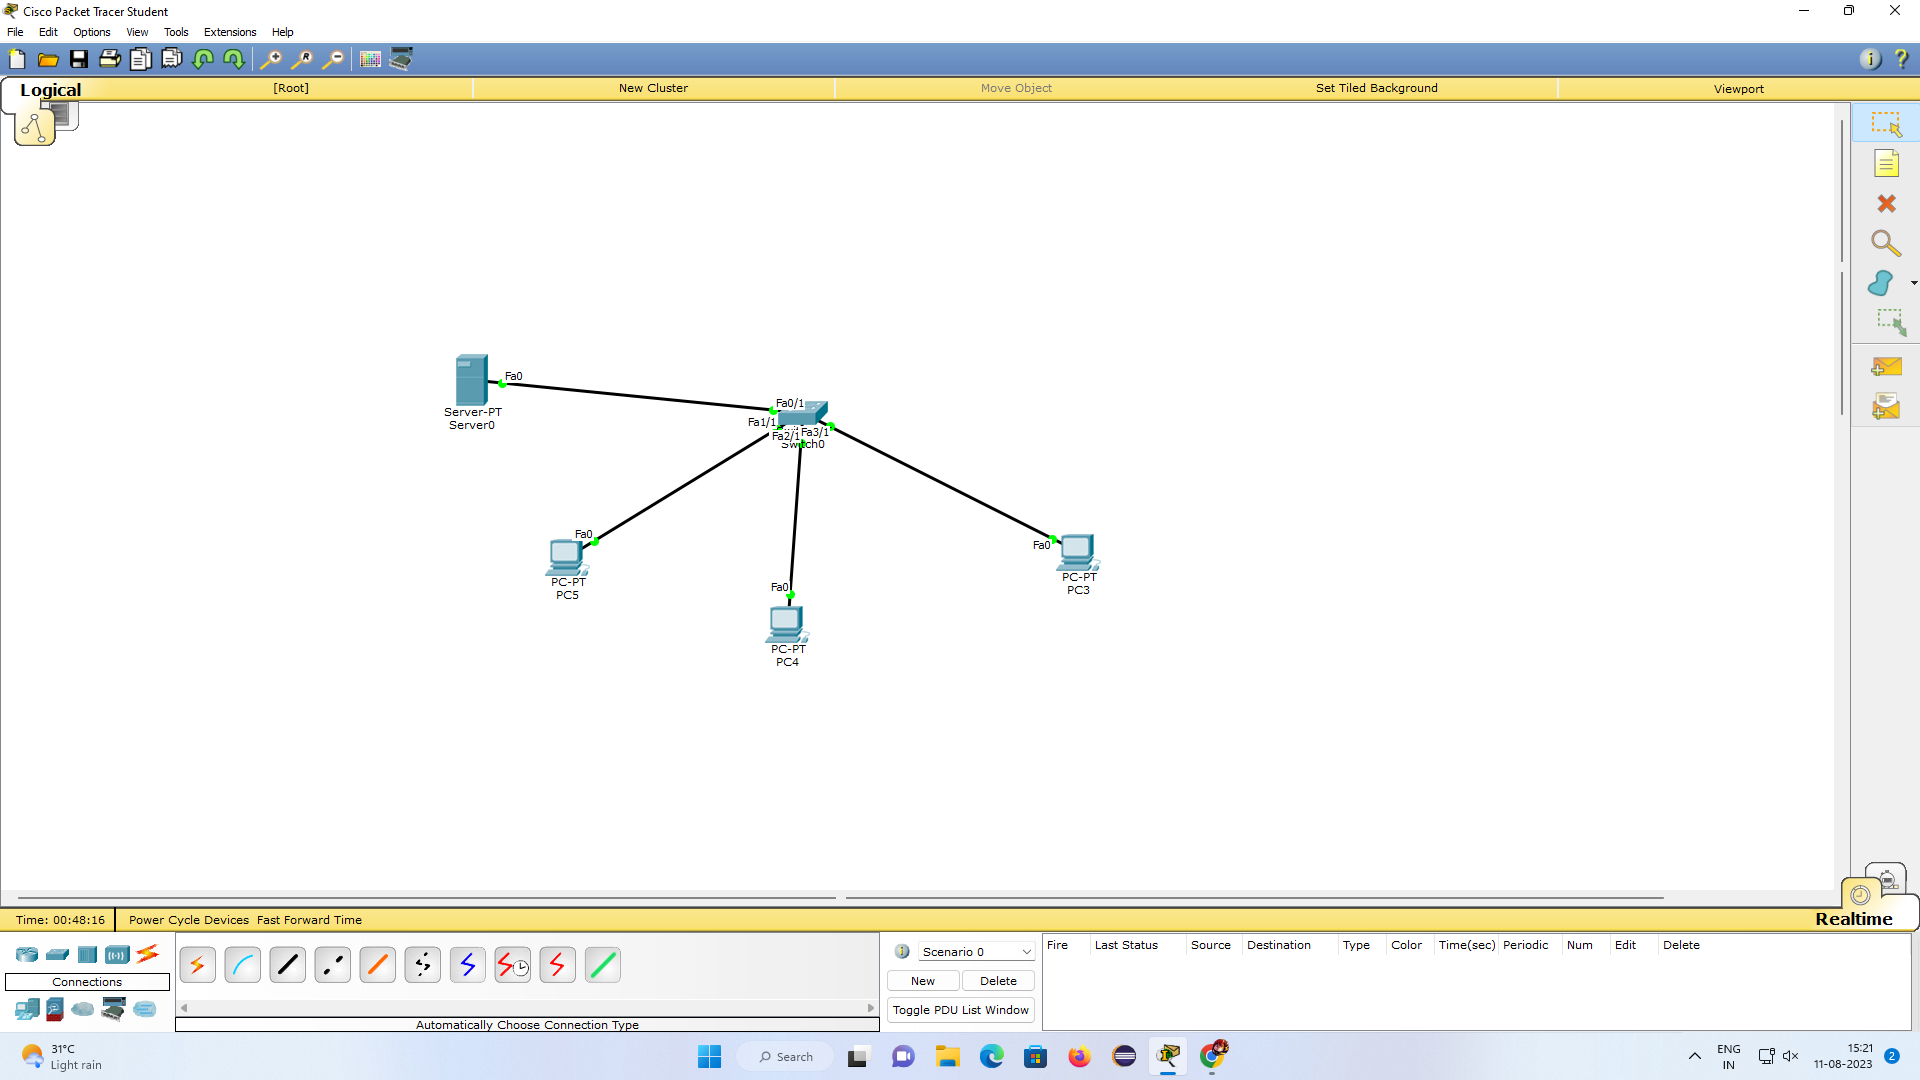 Cisco Packet Tracer Student
File Edit Options View Tools Extensions Help
Logical [Root] New Cluster Move Object Set Tiled Background Viewport
Fa0
Server-PT
Server0
Fa0/1
Fa1/1
Fa2/1 Fa3/1
Switch0
Fa0
PC-PT
PC5
Fa0
PC-PT
PC4
Fa0
PC-PT
PC3
Realtime
Time: 00:48:16 Power Cycle Devices Fast Forward Time
Connections
Automatically Choose Connection Type
Scenario 0
New Delete
Toggle PDU List Window
Fire Last Status Source Destination Type Color Time(sec) Periodic Num Edit Delete
31°C
Light rain
Search
ENG
IN
15:21
11-08-2023
2